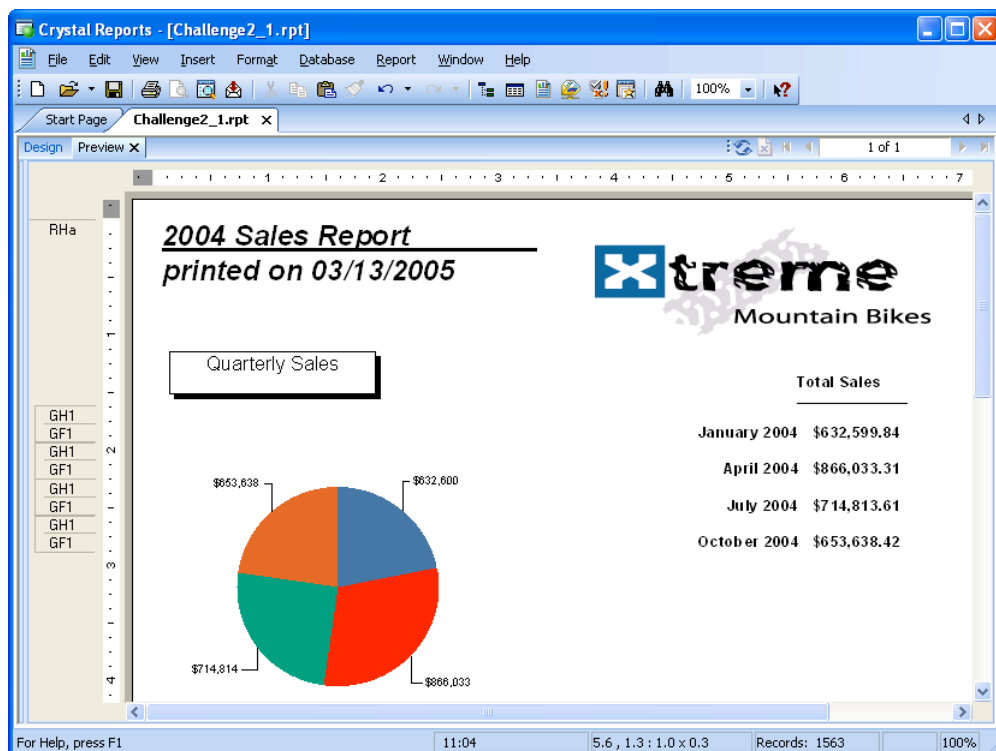 Crystal Reports - [Challenge2_1.rpt]
File Edit View Insert Format Database Report Window Help
100%
Start Page Challenge2_1.rpt X
Design Preview X 1 of 1
1 2 3 4 5 6 7
RHa
2004 Sales Report
printed on 03/13/2005
Xtreme
Mountain Bikes
1
Quarterly Sales
Total Sales
GH1
GF1
January 2004 $632,599.84
GH1
2
GF1
April 2004 $866,033.31
GH1
GF1
July 2004 $714,813.61
GH1
GF1
October 2004 $653,638.42
$653,638 $632,600
3
$714,814 $866,033
4
For Help, press F1 11:04 5.6 , 1.3 : 1.0 x 0.3 Records: 1563 100%